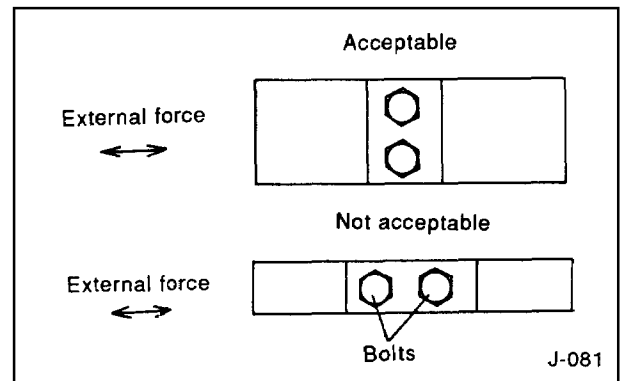 Acceptable
External force
Not acceptable
External force
Bolts
J-081